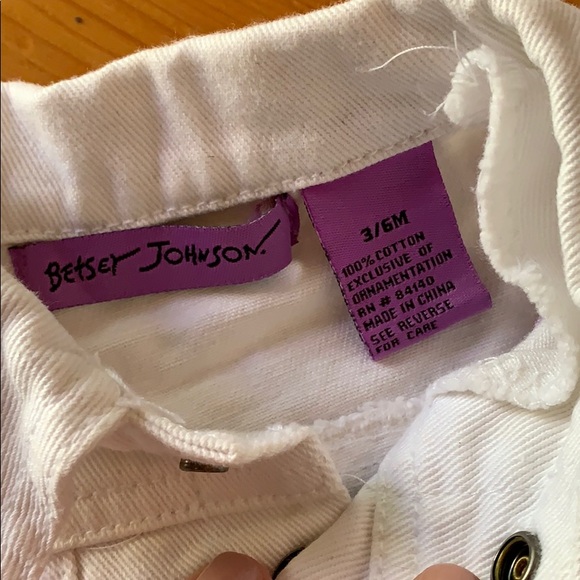 BETSEY JOHNSON.
3/6M
100% COTTON
EXCLUSIVE OF
ORNAMENTATION
RN # 84140
MADE IN CHINA
SEE REVERSE
FOR CARE